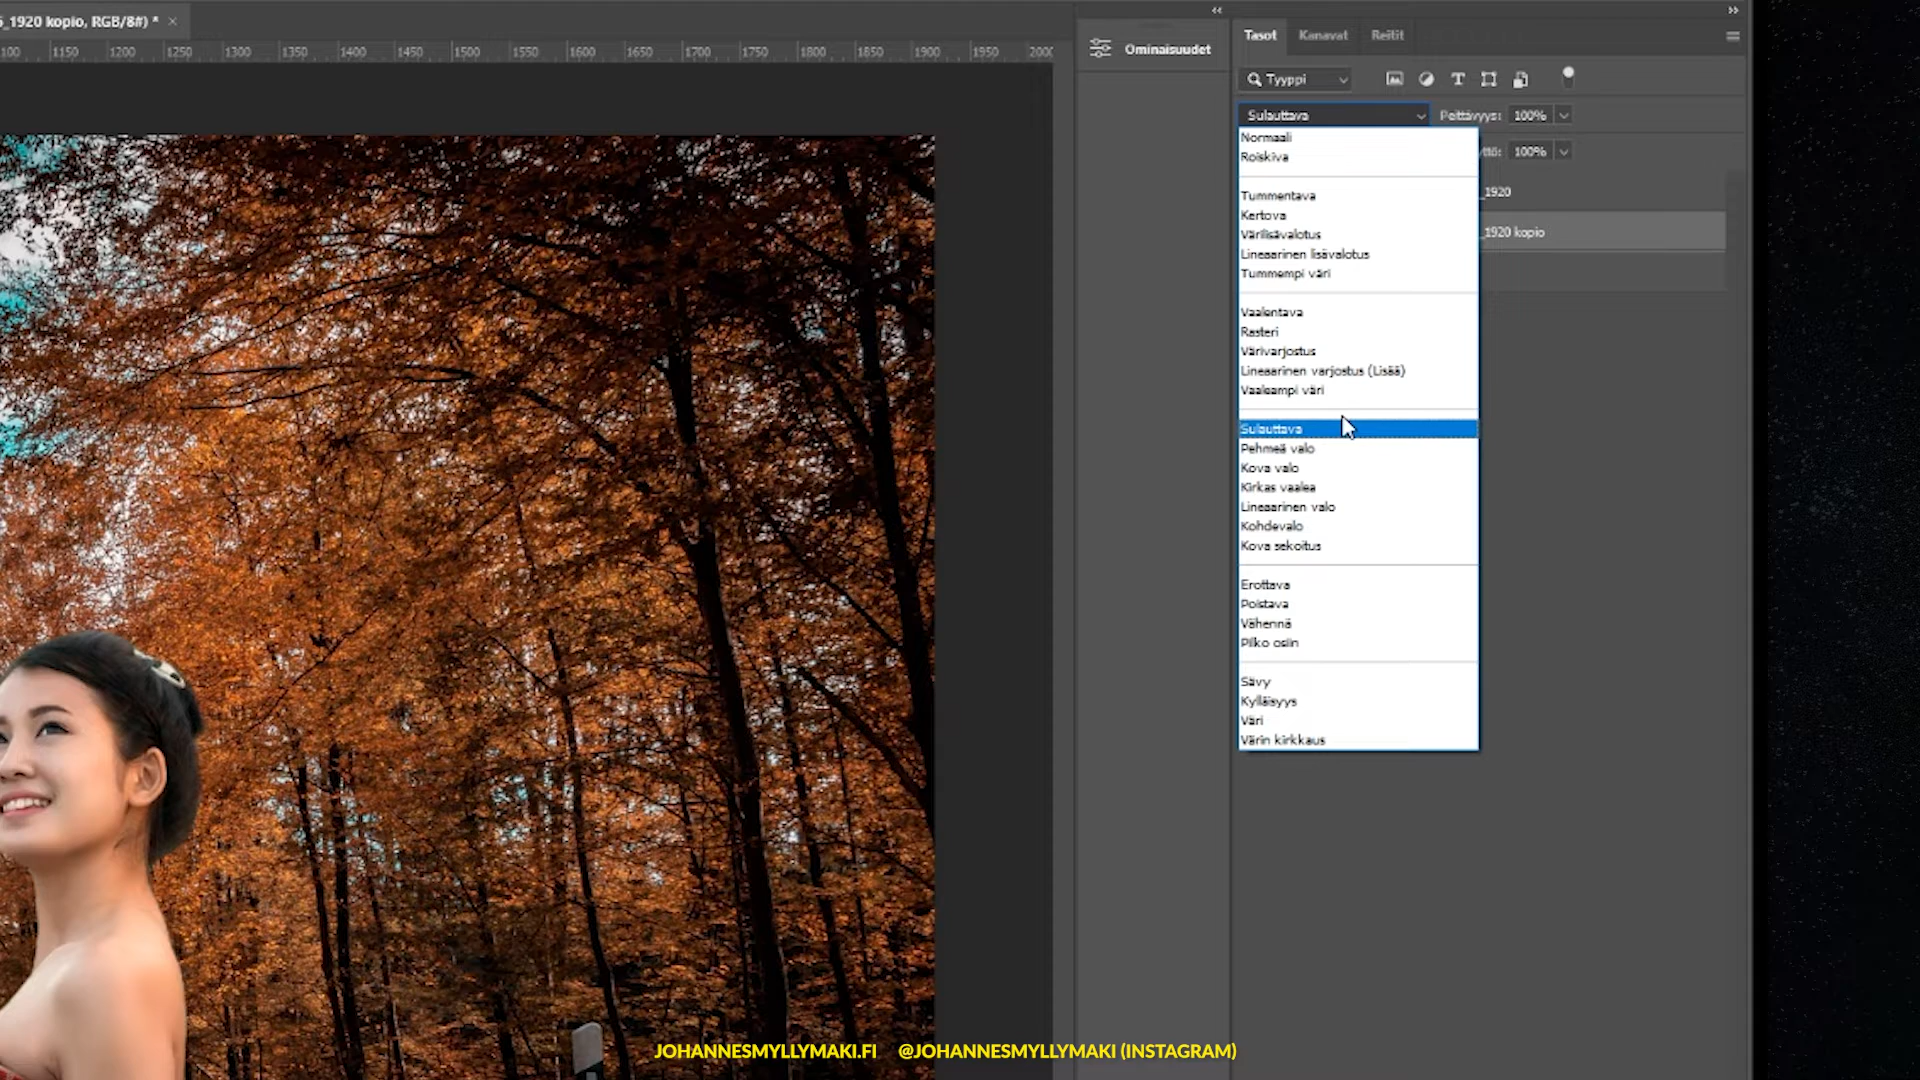 _1920 kopio, RGB/8#) *
100 1150 1200 1250 1300 1350 1400 1450 1500 1550 1600 1650 1700 1750 1800 1850 1900 1950 2000
Ominaisuudet
Tasot Kanavat Reitit
Tyyppi
Sulauttava Peittävyys: 100%
Normaali
Roiskiva
100%
Tummentava
Kertova
Värilisävalotus
Lineaarinen lisävalotus
Tummempi väri
Vaalentava
Rasteri
Värivarjostus
Lineaarinen varjostus (Lisää)
Vaaleampi väri
Sulauttava
Pehmeä valo
Kova valo
Kirkas vaalea
Lineaarinen valo
Kohdevalo
Kova sekoitus
Erottava
Poistava
Vähennä
Pilko osiin
Sävy
Kylläisyys
Väri
Värin kirkkaus
_1920
_1920 kopio
JOHANNESMYLLYMAKI.FI @JOHANNESMYLLYMAKI (INSTAGRAM)